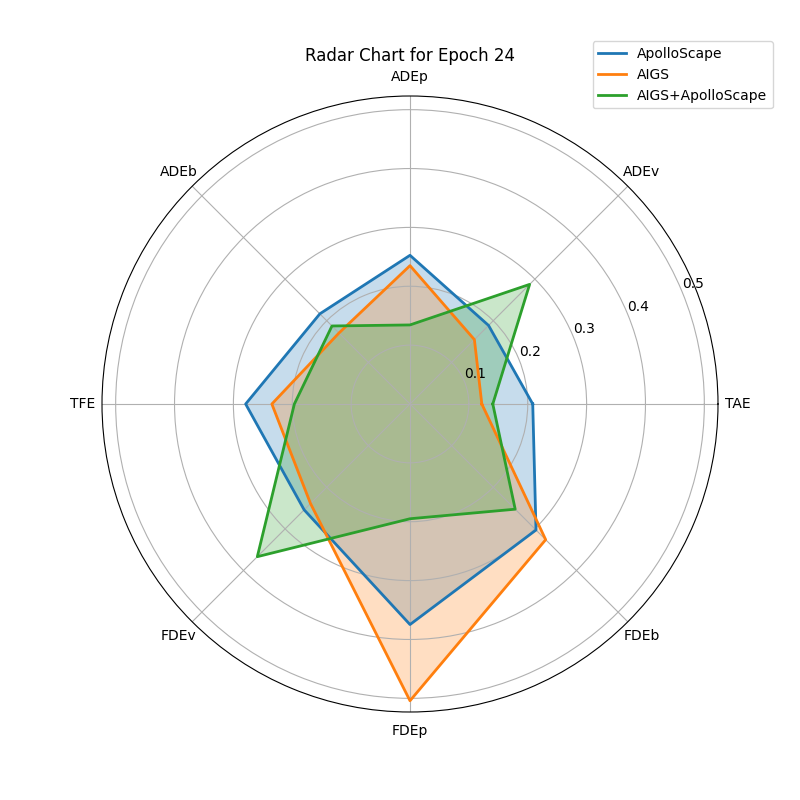 Radar Chart for Epoch 24
ApolloScape
AIGS
AIGS+ApolloScape
ADEp
ADEb
ADEv
0.5
0.4
0.3
0.2
0.1
TFE
TAE
FDEv
FDEb
FDEp